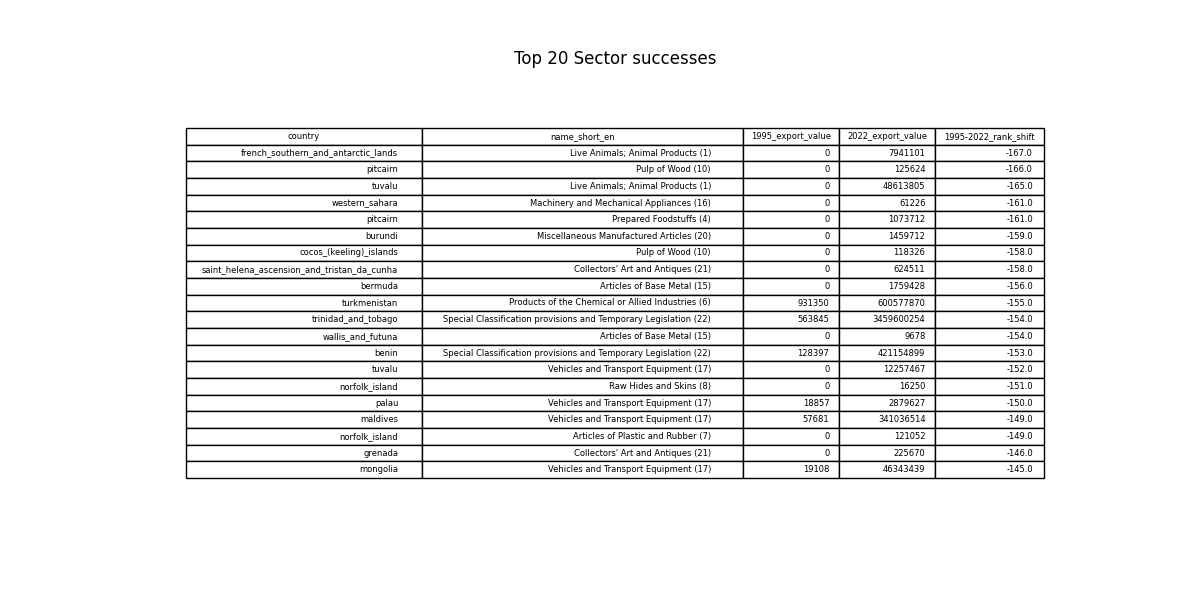 Top 20 Sector successes
country name_short_en 1995_export_value 2022_export_value 1995-2022_rank_shift
french_southern_and_antarctic_lands Live Animals; Animal Products (1) 0 7941101 -167.0
pitcairn Pulp of Wood (10) 0 125624 -166.0
tuvalu Live Animals; Animal Products (1) 0 48613805 -165.0
western_sahara Machinery and Mechanical Appliances (16) 0 61226 -161.0
pitcairn Prepared Foodstuffs (4) 0 1073712 -161.0
burundi Miscellaneous Manufactured Articles (20) 0 1459712 -159.0
cocos_(keeling)_islands Pulp of Wood (10) 0 118326 -158.0
saint_helena_ascension_and_tristan_da_cunha Collectors' Art and Antiques (21) 0 624511 -158.0
bermuda Articles of Base Metal (15) 0 1759428 -156.0
turkmenistan Products of the Chemical or Allied Industries (6) 931350 600577870 -155.0
trinidad_and_tobago Special Classification provisions and Temporary Legislation (22) 563845 3459600254 -154.0
wallis_and_futuna Articles of Base Metal (15) 0 9678 -154.0
benin Special Classification provisions and Temporary Legislation (22) 128397 421154899 -153.0
tuvalu Vehicles and Transport Equipment (17) 0 12257467 -152.0
norfolk_island Raw Hides and Skins (8) 0 16250 -151.0
palau Vehicles and Transport Equipment (17) 18857 2879627 -150.0
maldives Vehicles and Transport Equipment (17) 57681 341036514 -149.0
norfolk_island Articles of Plastic and Rubber (7) 0 121052 -149.0
grenada Collectors' Art and Antiques (21) 0 225670 -146.0
mongolia Vehicles and Transport Equipment (17) 19108 46343439 -145.0